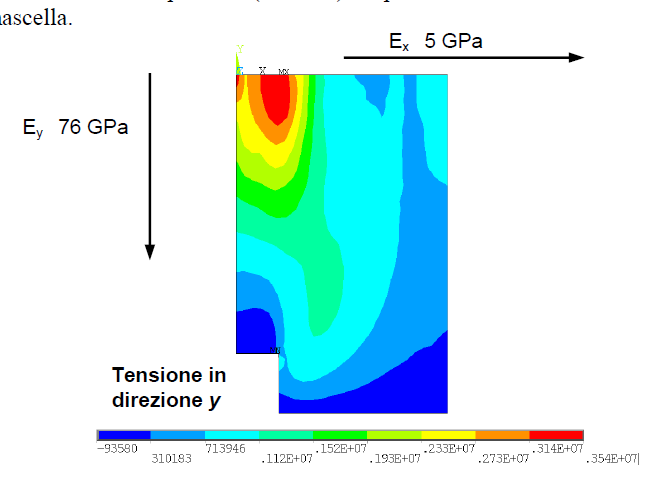 ascella.
Ex 5 GPa
Y
X MX
Ey 76 GPa
Tensione in
direzione y
-93580 713946 .152E+07 .233E+07 .314E+07
310183 .112E+07 .193E+07 .273E+07 .354E+07